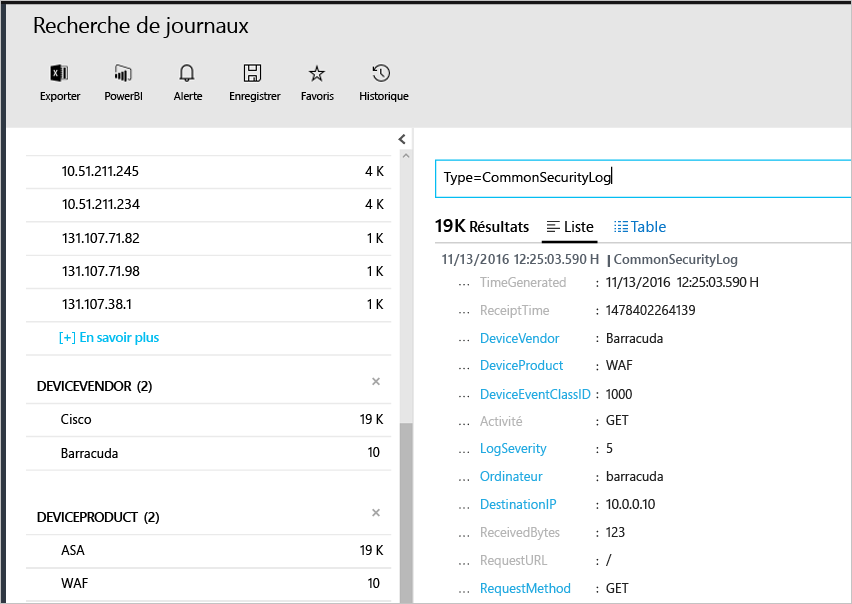 Recherche de journaux
Exporter PowerBI Alerte Enregistrer Favoris Historique
10.51.211.245 4 K
10.51.211.234 4 K
131.107.71.82 1 K
131.107.71.98 1 K
131.107.38.1 1 K
[+] En savoir plus
DEVICEVENDOR (2)
Cisco 19 K
Barracuda 10
DEVICEPRODUCT (2)
ASA 19 K
WAF 10
Type=CommonSecurityLog
19K Résultats Liste Table
11/13/2016 12:25:03.590 H | CommonSecurityLog
... TimeGenerated : 11/13/2016 12:25:03.590 H
... ReceiptTime : 1478402264139
... DeviceVendor : Barracuda
... DeviceProduct : WAF
... DeviceEventClassID : 1000
... Activité : GET
... LogSeverity : 5
... Ordinateur : barracuda
... DestinationIP : 10.0.0.10
... ReceivedBytes : 123
... RequestURL : /
... RequestMethod : GET